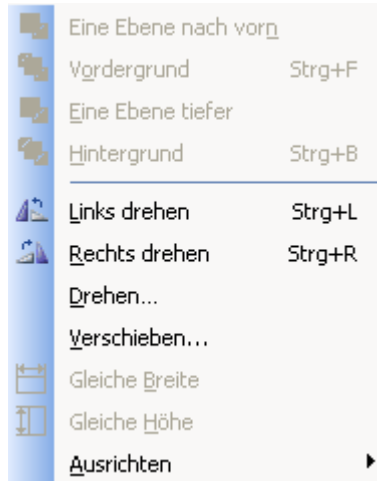 Eine Ebene nach vorn
Vordergrund Strg+F
Eine Ebene tiefer
Hintergrund Strg+B
Links drehen Strg+L
Rechts drehen Strg+R
Drehen...
Verschieben...
Gleiche Breite
Gleiche Höhe
Ausrichten